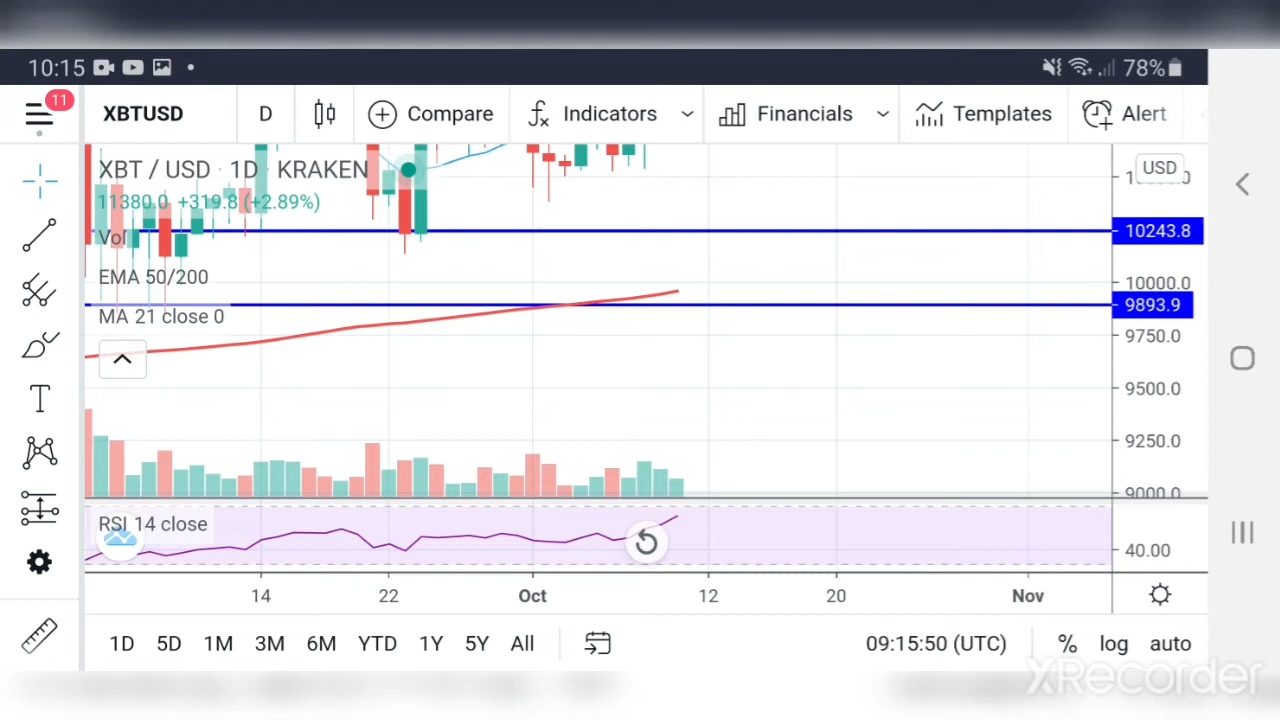 10:15
78%
11
XBTUSD
D
Compare
Indicators
Financials
Templates
Alert
XBT / USD · 1D · KRAKEN
USD
11380.0 +319.8 (+2.89%)
Vol
10243.8
EMA 50/200
10000.0
9893.9
MA 21 close 0
9750.0
9500.0
9250.0
9000.0
RSI 14 close
40.00
14
22
Oct
12
20
Nov
1D
5D
1M
3M
6M
YTD
1Y
5Y
All
09:15:50 (UTC)
%
log
auto
XRecorder